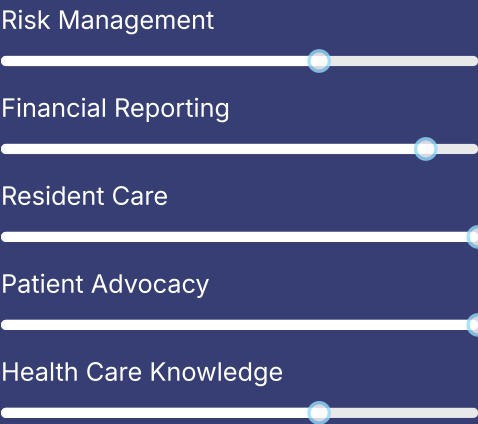 Risk Management
Financial Reporting
Resident Care
Patient Advocacy
Health Care Knowledge